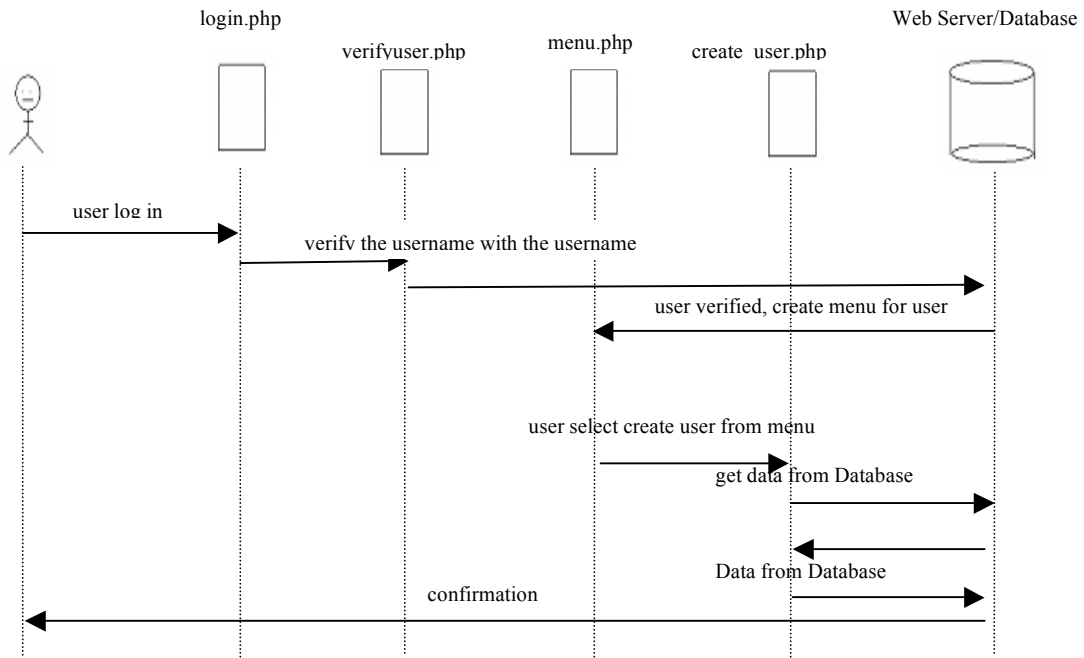 login.php
Web Server/Database
verifyuser.php
menu.php
create_user.php
user log in
verify the username with the username
user verified, create menu for user
user select create user from menu
get data from Database
Data from Database
confirmation